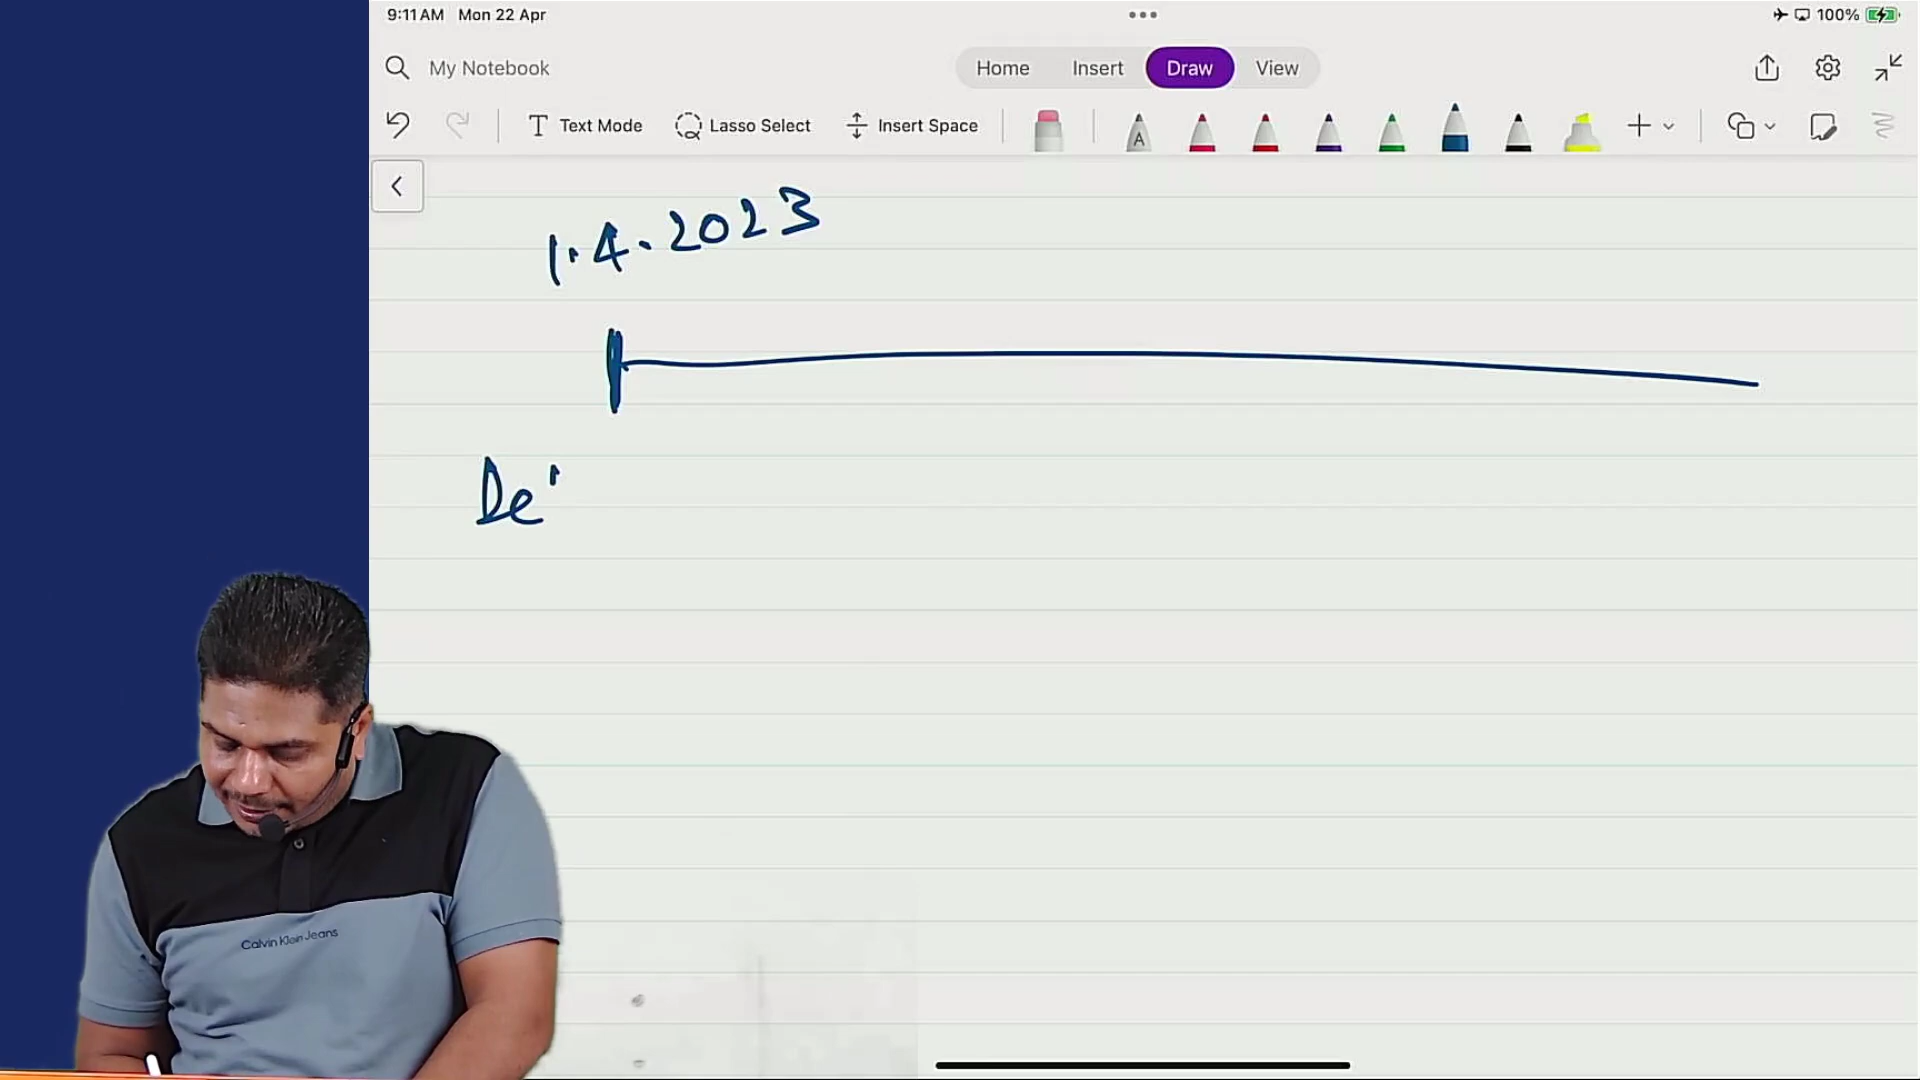 9:11 AM Mon 22 Apr 100%
My Notebook Home Insert Draw View
Text Mode Lasso Select Insert Space A
1.4.2023
De
Calvin Klein Jeans